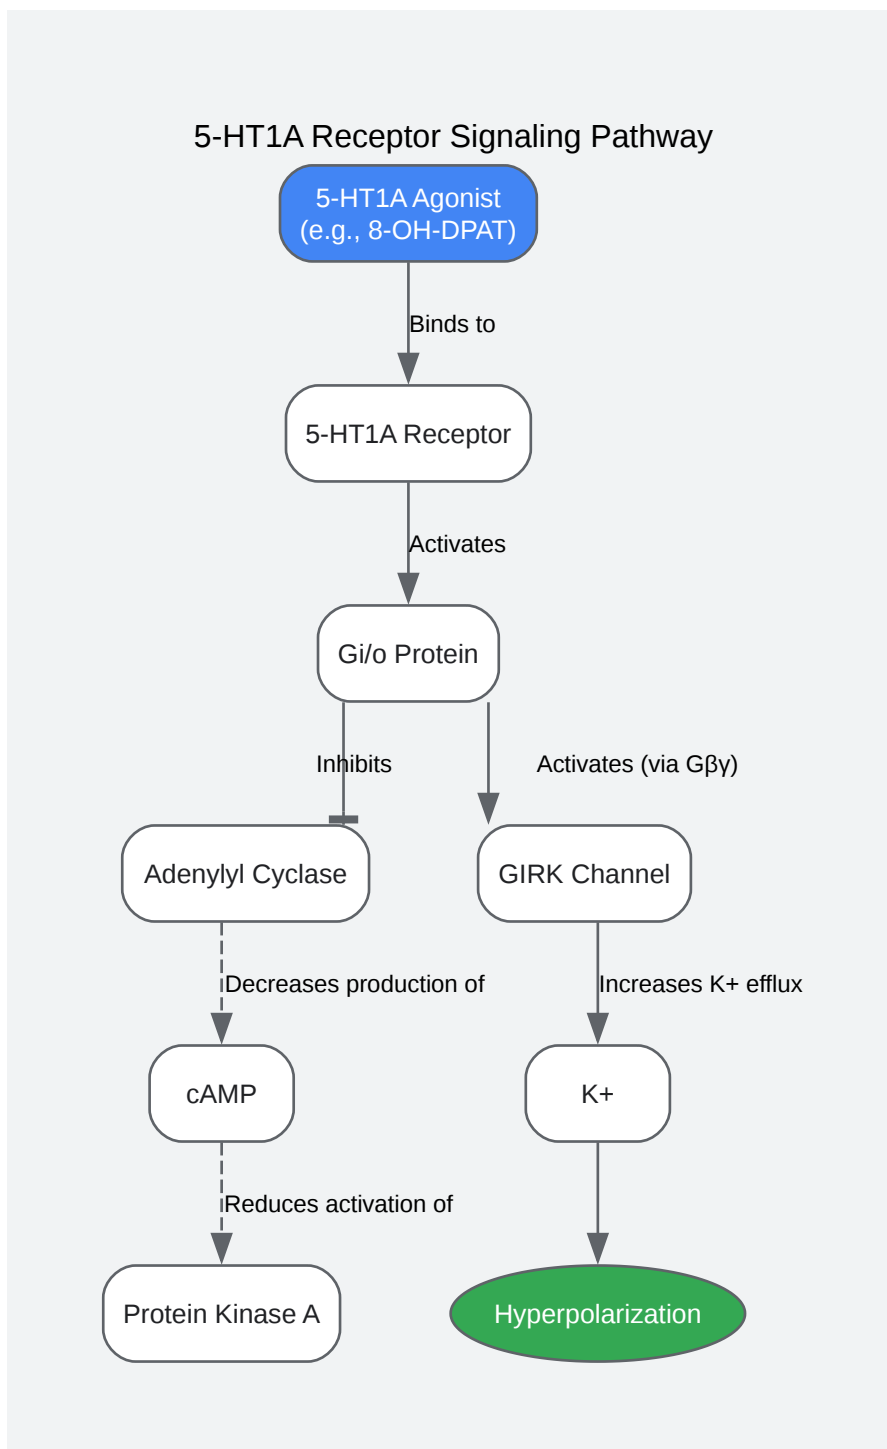 5-HT1A Receptor Signaling Pathway
5-HT1A Agonist
(e.g., 8-OH-DPAT)
Binds to
5-HT1A Receptor
Activates
Gi/o Protein
Inhibits
Activates (via Gβγ)
Adenylyl Cyclase
GIRK Channel
Decreases production of
Increases K+ efflux
cAMP
K+
Reduces activation of
Protein Kinase A
Hyperpolarization